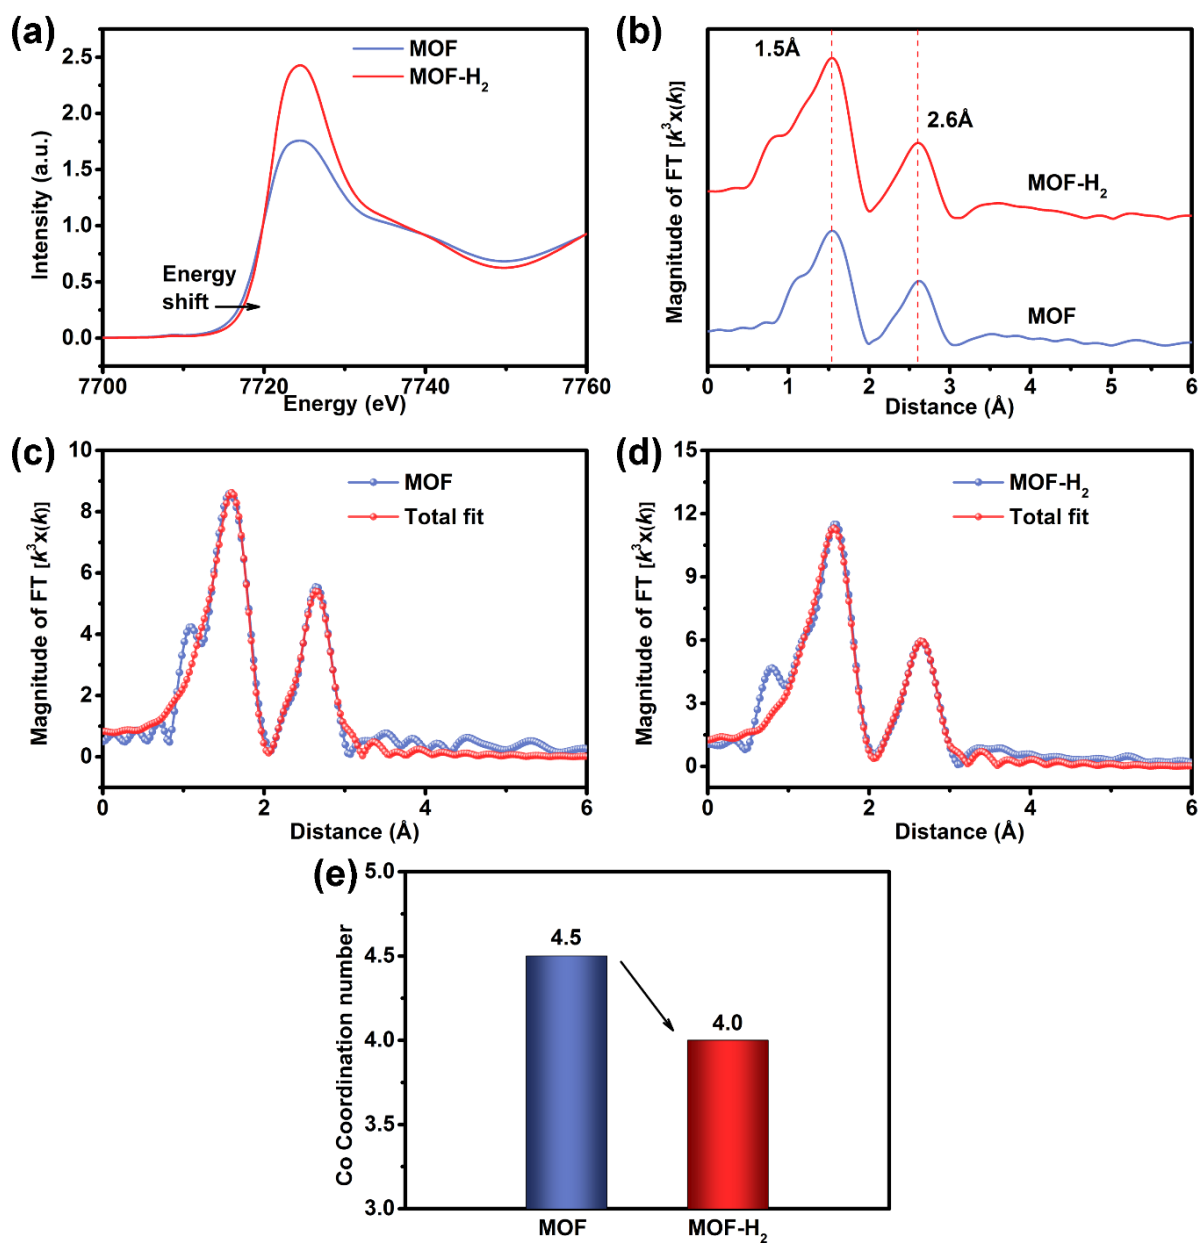 (a)
MOF
MOF-H₂
Energy
shift
2.5
2.0
1.5
1.0
0.5
0.0
Intensity (a.u.)
7700
7720
7740
7760
Energy (eV)
(b)
1.5Å
2.6Å
MOF-H₂
MOF
Magnitude of FT [k³x(k)]
0
1
2
3
4
5
6
Distance (Å)
(c)
MOF
Total fit
10
8
6
4
2
0
Magnitude of FT [k³x(k)]
0
2
4
6
Distance (Å)
(d)
MOF-H₂
Total fit
15
12
9
6
3
0
Magnitude of FT [k³x(k)]
0
2
4
6
Distance (Å)
(e)
4.5
4.0
5.0
4.5
4.0
3.5
3.0
Co Coordination number
MOF
MOF-H₂